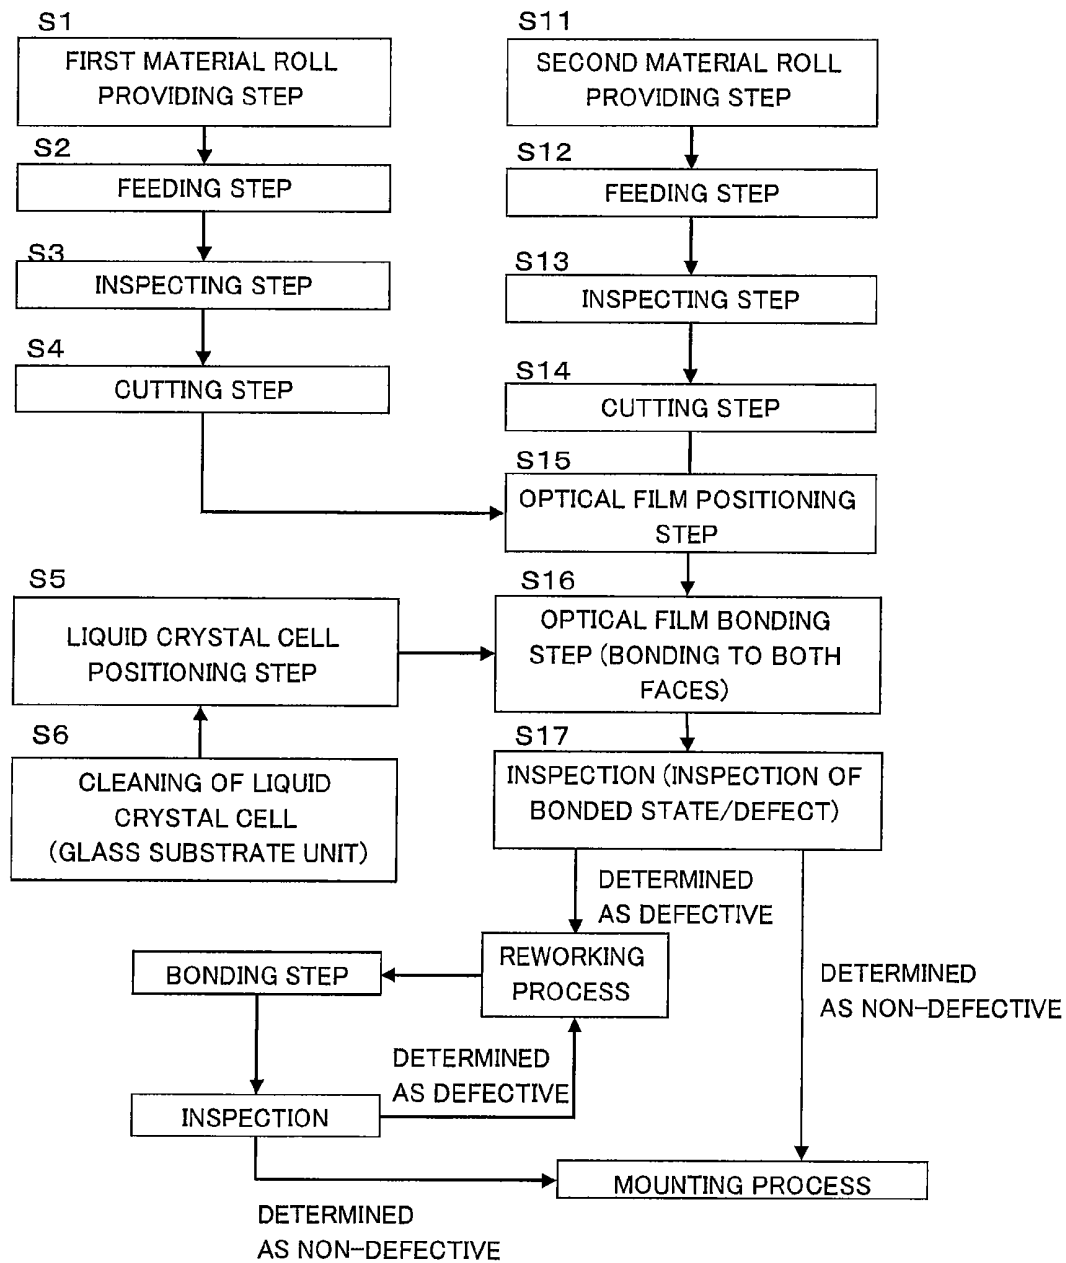 S1
FIRST MATERIAL ROLL
PROVIDING STEP
S2
FEEDING STEP
S3
INSPECTING STEP
S4
CUTTING STEP
S11
SECOND MATERIAL ROLL
PROVIDING STEP
S12
FEEDING STEP
S13
INSPECTING STEP
S14
CUTTING STEP
S15
OPTICAL FILM POSITIONING
STEP
S5
LIQUID CRYSTAL CELL
POSITIONING STEP
S6
CLEANING OF LIQUID
CRYSTAL CELL
(GLASS SUBSTRATE UNIT)
S16
OPTICAL FILM BONDING
STEP (BONDING TO BOTH
FACES)
S17
INSPECTION (INSPECTION OF
BONDED STATE/DEFECT)
DETERMINED
AS DEFECTIVE
REWORKING
PROCESS
BONDING STEP
DETERMINED
AS NON-DEFECTIVE
DETERMINED
AS DEFECTIVE
INSPECTION
MOUNTING PROCESS
DETERMINED
AS NON-DEFECTIVE